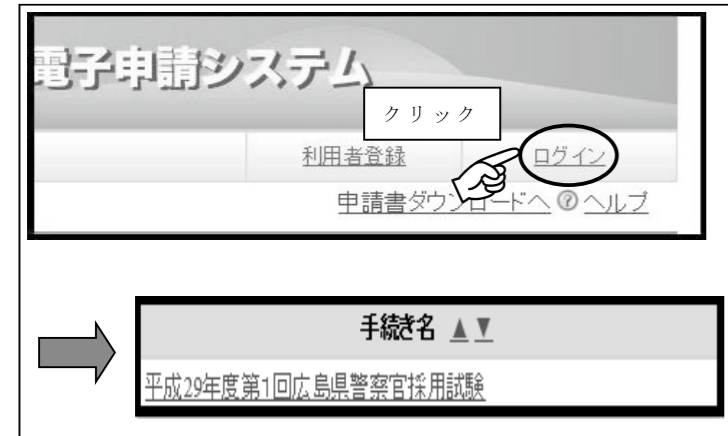 電子申請システム
クリック
利用者登録
ログイン
申請書ダウンロードへ ? ヘルプ
手続き名 ▲ ▼
平成29年度第1回広島県警察官採用試験